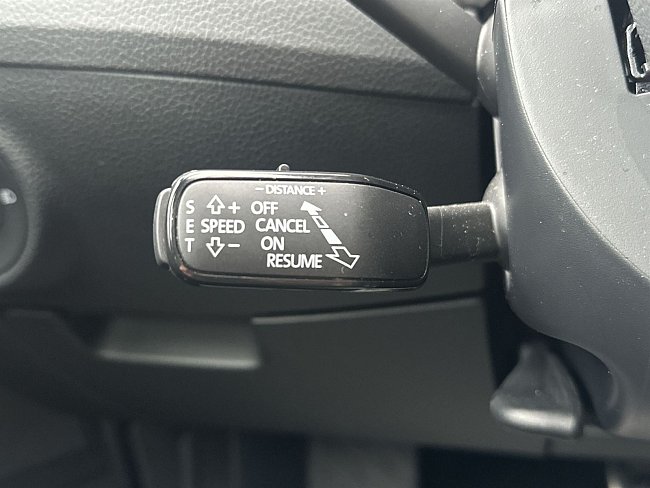 − DISTANCE +
S + OFF
E SPEED CANCEL
T − ON
RESUME